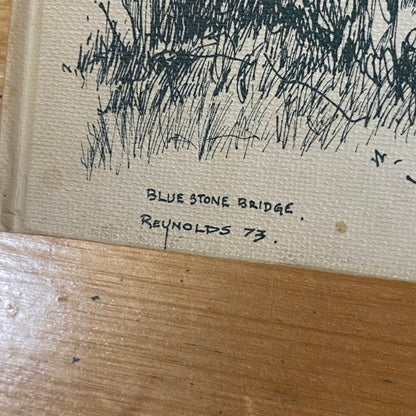 BLUE STONE BRIDGE.
REYNOLDS 73.